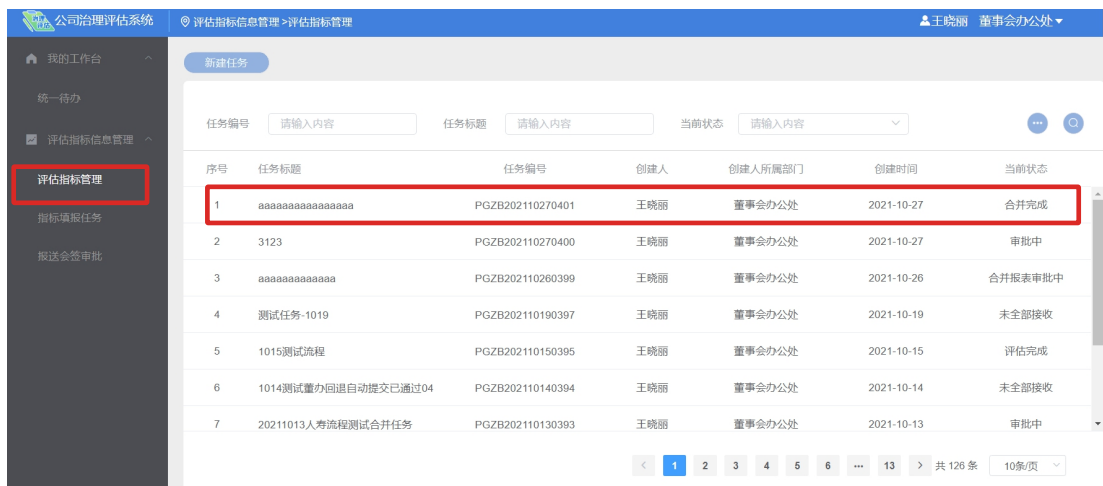 公司治理评估系统
评估指标信息管理 >评估指标管理
王晓丽 董事会办公处
我的工作台
统一待办
评估指标信息管理
评估指标管理
指标填报任务
报送会签审批
新建任务
任务编号 请输入内容 任务标题 请输入内容 当前状态 请输入内容
序号 任务标题 任务编号 创建人 创建人所属部门 创建时间 当前状态
1 aaaaaaaaaaaaaaaa PGZB202110270401 王晓丽 董事会办公处 2021-10-27 合并完成
2 3123 PGZB202110270400 王晓丽 董事会办公处 2021-10-27 审批中
3 aaaaaaaaaaaaa PGZB202110260399 王晓丽 董事会办公处 2021-10-26 合并报表审批中
4 测试任务-1019 PGZB202110190397 王晓丽 董事会办公处 2021-10-19 未全部接收
5 1015测试流程 PGZB202110150395 王晓丽 董事会办公处 2021-10-15 评估完成
6 1014测试董办回退自动提交已通过04 PGZB202110140394 王晓丽 董事会办公处 2021-10-14 未全部接收
7 20211013人寿流程测试合并任务 PGZB202110130393 王晓丽 董事会办公处 2021-10-13 审批中
< 1 2 3 4 5 6 ••• 13 > 共 126 条 10条/页